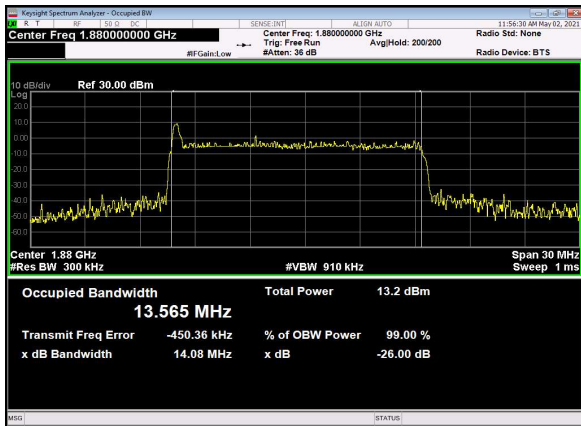 Keysight Spectrum Analyzer - Occupied BW
R T RF 50 Ω DC SENSE:INT ALIGN AUTO 11:56:30 AM May 02, 2021
Center Freq 1.880000000 GHz Center Freq: 1.880000000 GHz Radio Std: None
Trig: Free Run Avg|Hold: 200/200
#IFGain:Low #Atten: 36 dB Radio Device: BTS
10 dB/div Ref 30.00 dBm
Log
20.0
10.0
0.00
-10.0
-20.0
-30.0
-40.0
-50.0
-60.0
Center 1.88 GHz Span 30 MHz
#Res BW 300 kHz #VBW 910 kHz Sweep 1 ms
Occupied Bandwidth Total Power 13.2 dBm
13.565 MHz
Transmit Freq Error -450.36 kHz % of OBW Power 99.00 %
x dB Bandwidth 14.08 MHz x dB -26.00 dB
MSG STATUS